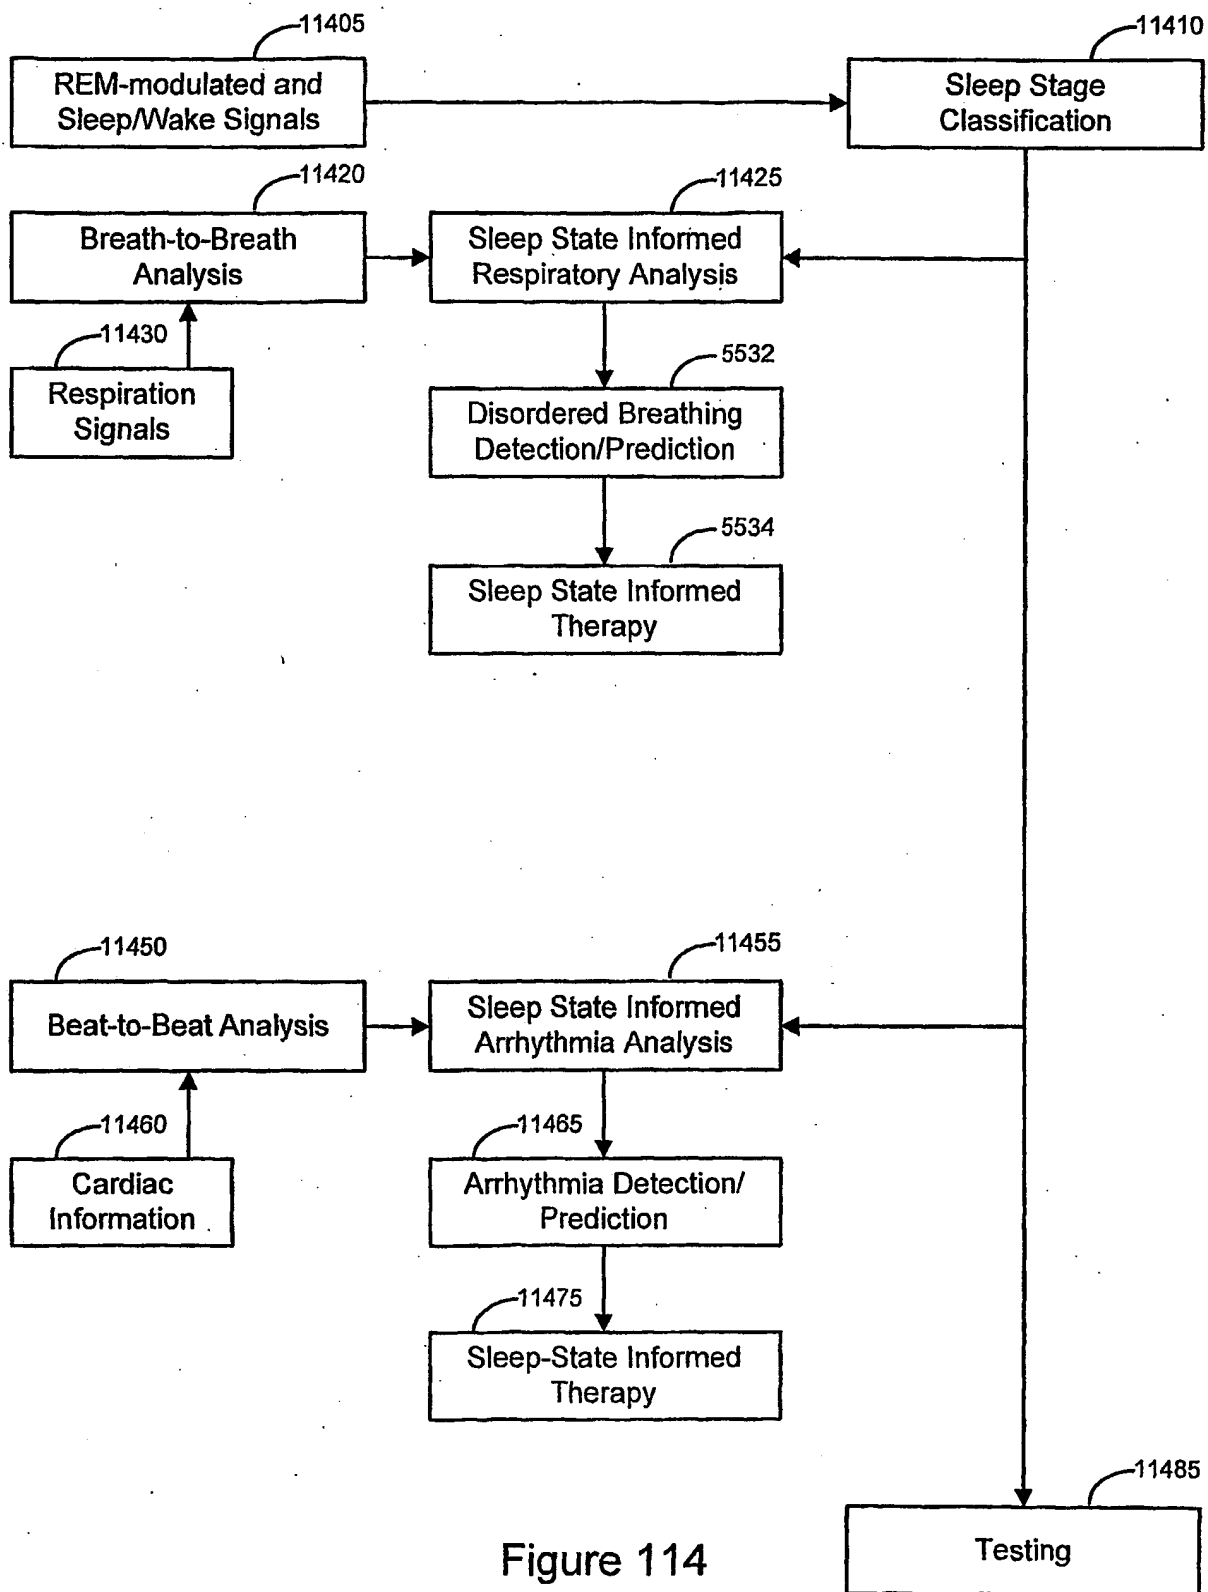 11405
REM-modulated and
Sleep/Wake Signals
11410
Sleep Stage
Classification
11420
Breath-to-Breath
Analysis
11425
Sleep State Informed
Respiratory Analysis
11430
Respiration
Signals
5532
Disordered Breathing
Detection/Prediction
5534
Sleep State Informed
Therapy
11450
Beat-to-Beat Analysis
11455
Sleep State Informed
Arrhythmia Analysis
11460
Cardiac
Information
11465
Arrhythmia Detection/
Prediction
11475
Sleep-State Informed
Therapy
11485
Testing
Figure 114